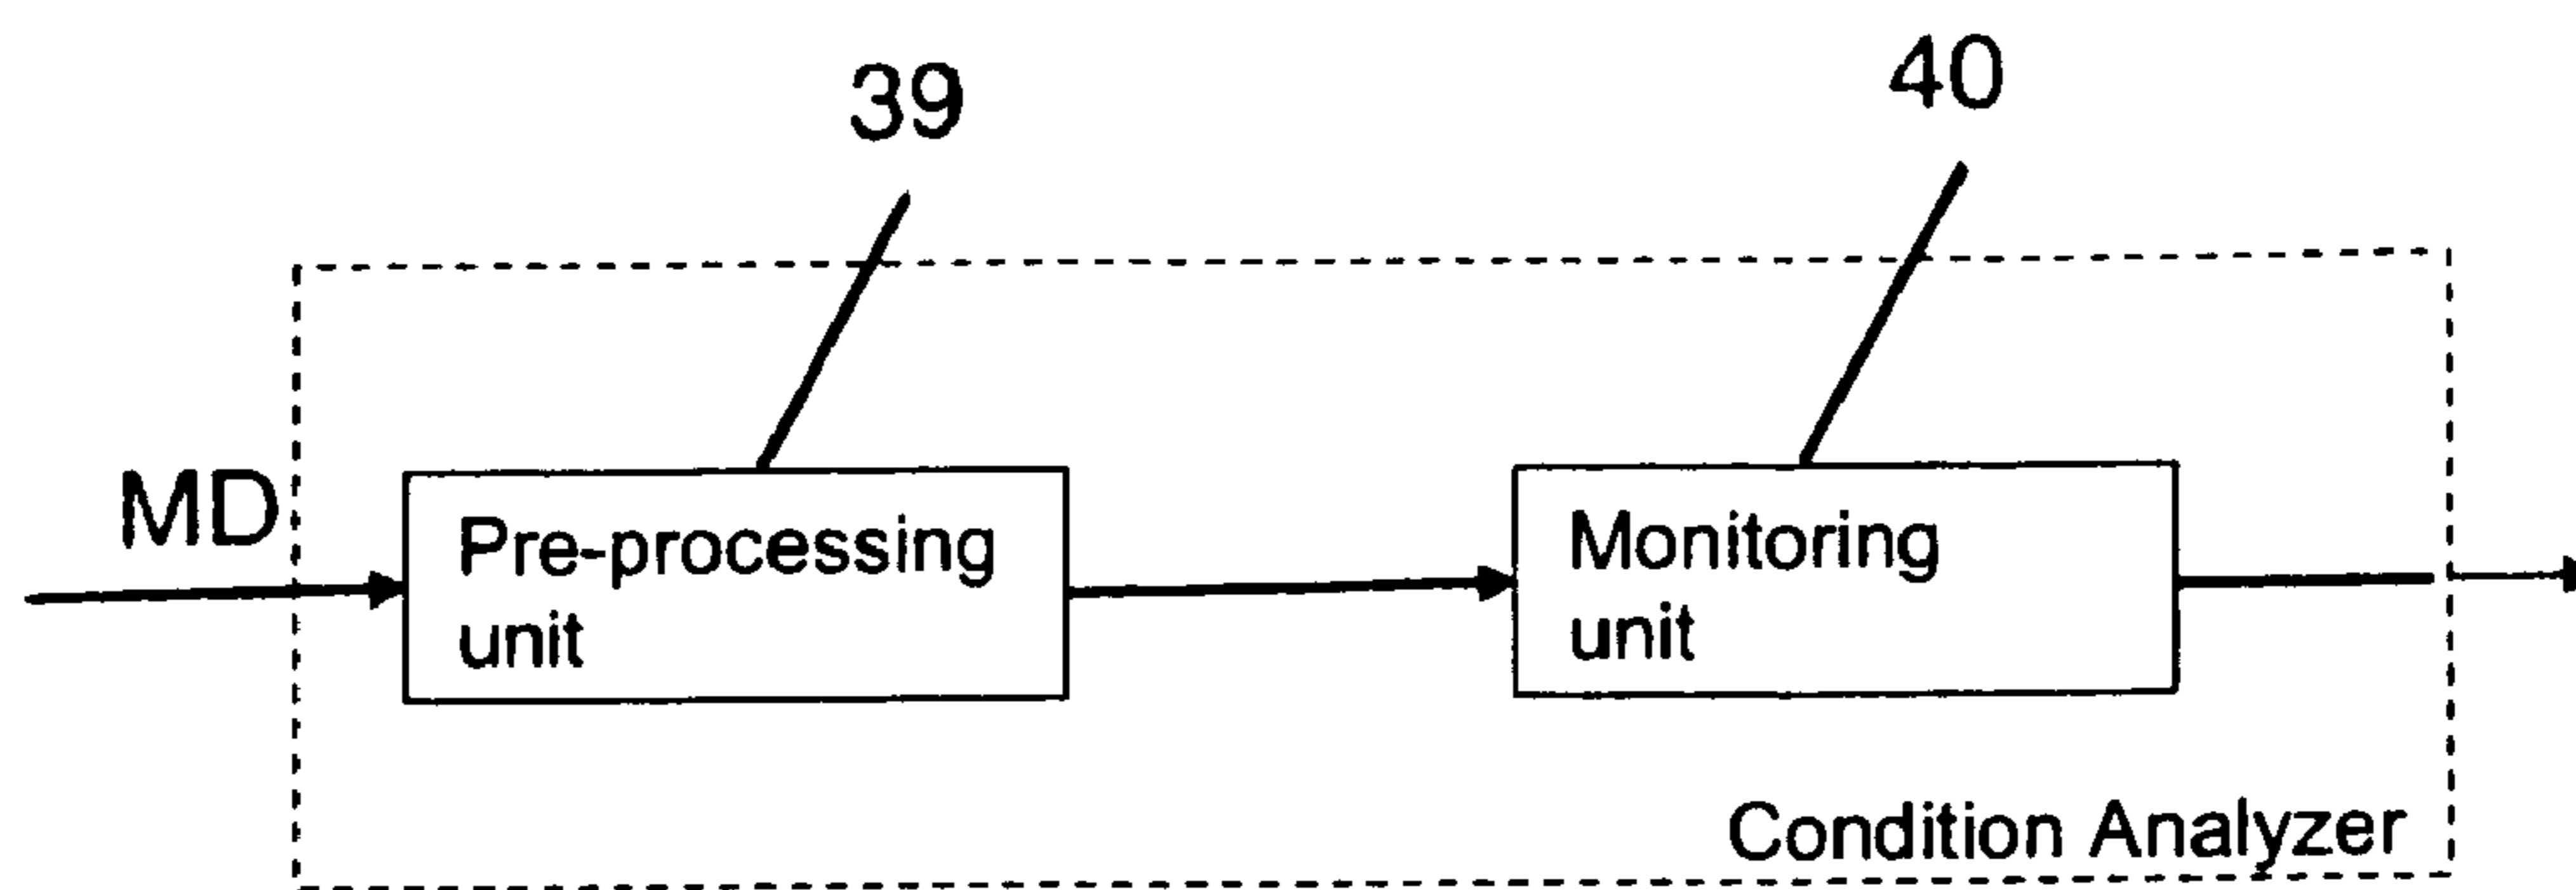 39
40
MD
Pre-processing
unit
Monitoring
unit
Condition Analyzer